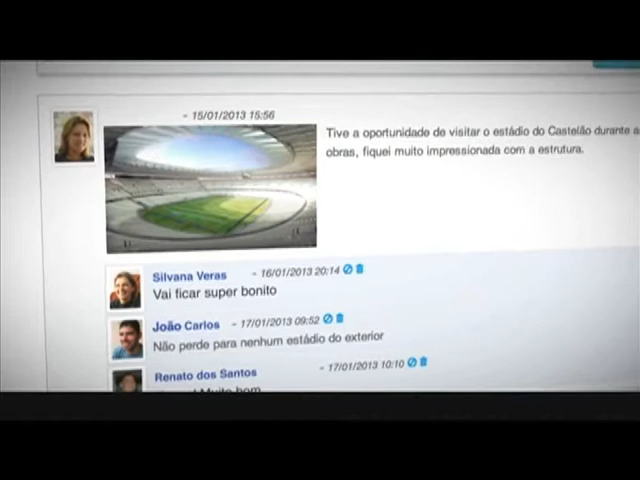 - 15/01/2013 15:56
Tive a oportunidade de visitar o estádio do Castelão durante a
obras, fiquei muito impressionada com a estrutura.
Silvana Veras - 16/01/2013 20:14
Vai ficar super bonito
João Carlos - 17/01/2013 09:52
Não perde para nenhum estádio do exterior
Renato dos Santos - 17/01/2013 10:10
Muito bom